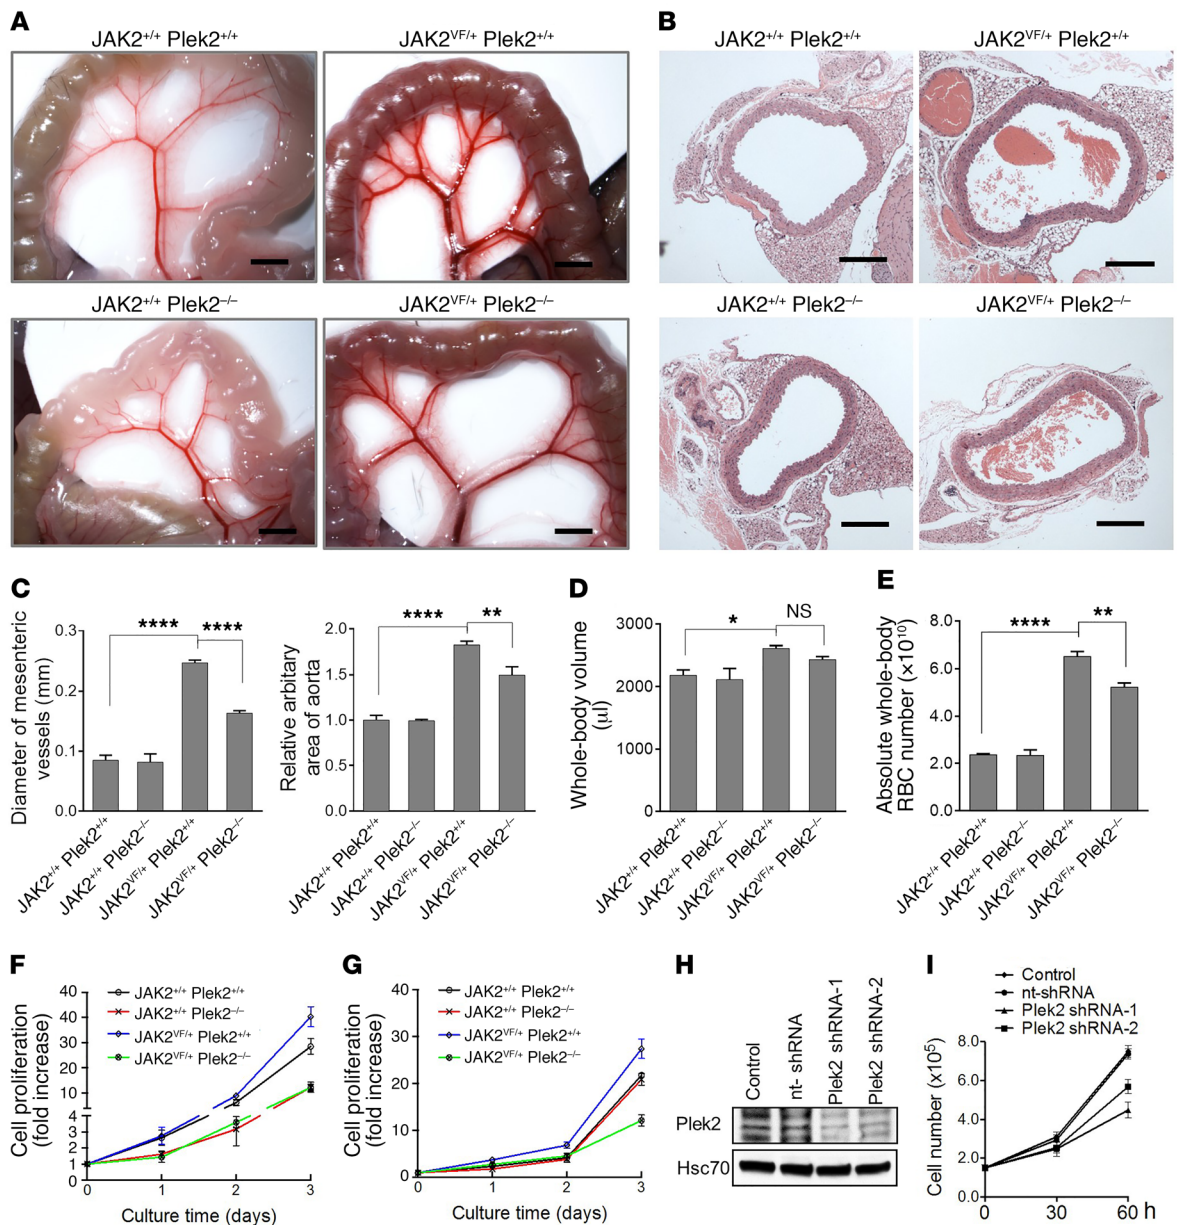 A
JAK2+/+ Plek2+/+
JAK2VF/+ Plek2+/+
JAK2+/+ Plek2–/–
JAK2VF/+ Plek2–/–
B
JAK2+/+ Plek2+/+
JAK2VF/+ Plek2+/+
JAK2+/+ Plek2–/–
JAK2VF/+ Plek2–/–
C
Diameter of mesenteric
vessels (mm)
0.3
0.2
0.1
0.0
****
****
JAK2+/+ Plek2+/+
JAK2+/+ Plek2–/–
JAK2VF/+ Plek2+/+
JAK2VF/+ Plek2–/–
Relative arbitary
area of aorta
2.0
1.5
1.0
0.5
0.0
****
**
JAK2+/+ Plek2+/+
JAK2+/+ Plek2–/–
JAK2VF/+ Plek2+/+
JAK2VF/+ Plek2–/–
D
Whole-body volume
(µl)
3000
2000
1000
0
*
NS
JAK2+/+ Plek2+/+
JAK2+/+ Plek2–/–
JAK2VF/+ Plek2+/+
JAK2VF/+ Plek2–/–
E
Absolute whole-body
RBC number (×10¹⁰)
8.0
6.0
4.0
2.0
0.0
****
**
JAK2+/+ Plek2+/+
JAK2+/+ Plek2–/–
JAK2VF/+ Plek2+/+
JAK2VF/+ Plek2–/–
F
Cell proliferation
(fold increase)
40
30
20
10
4
3
2
1
1
0
1
2
3
Culture time (days)
JAK2+/+ Plek2+/+
JAK2+/+ Plek2–/–
JAK2VF/+ Plek2+/+
JAK2VF/+ Plek2–/–
G
Cell proliferation
(fold increase)
40
30
20
10
0
0
1
2
3
Culture time (days)
JAK2+/+ Plek2+/+
JAK2+/+ Plek2–/–
JAK2VF/+ Plek2+/+
JAK2VF/+ Plek2–/–
H
Control
nt- shRNA
Plek2 shRNA-1
Plek2 shRNA-2
Plek2
Hsc70
I
Control
nt-shRNA
Plek2 shRNA-1
Plek2 shRNA-2
Cell number (×10⁵)
8.0
6.0
4.0
2.0
0.0
0
30
60 h